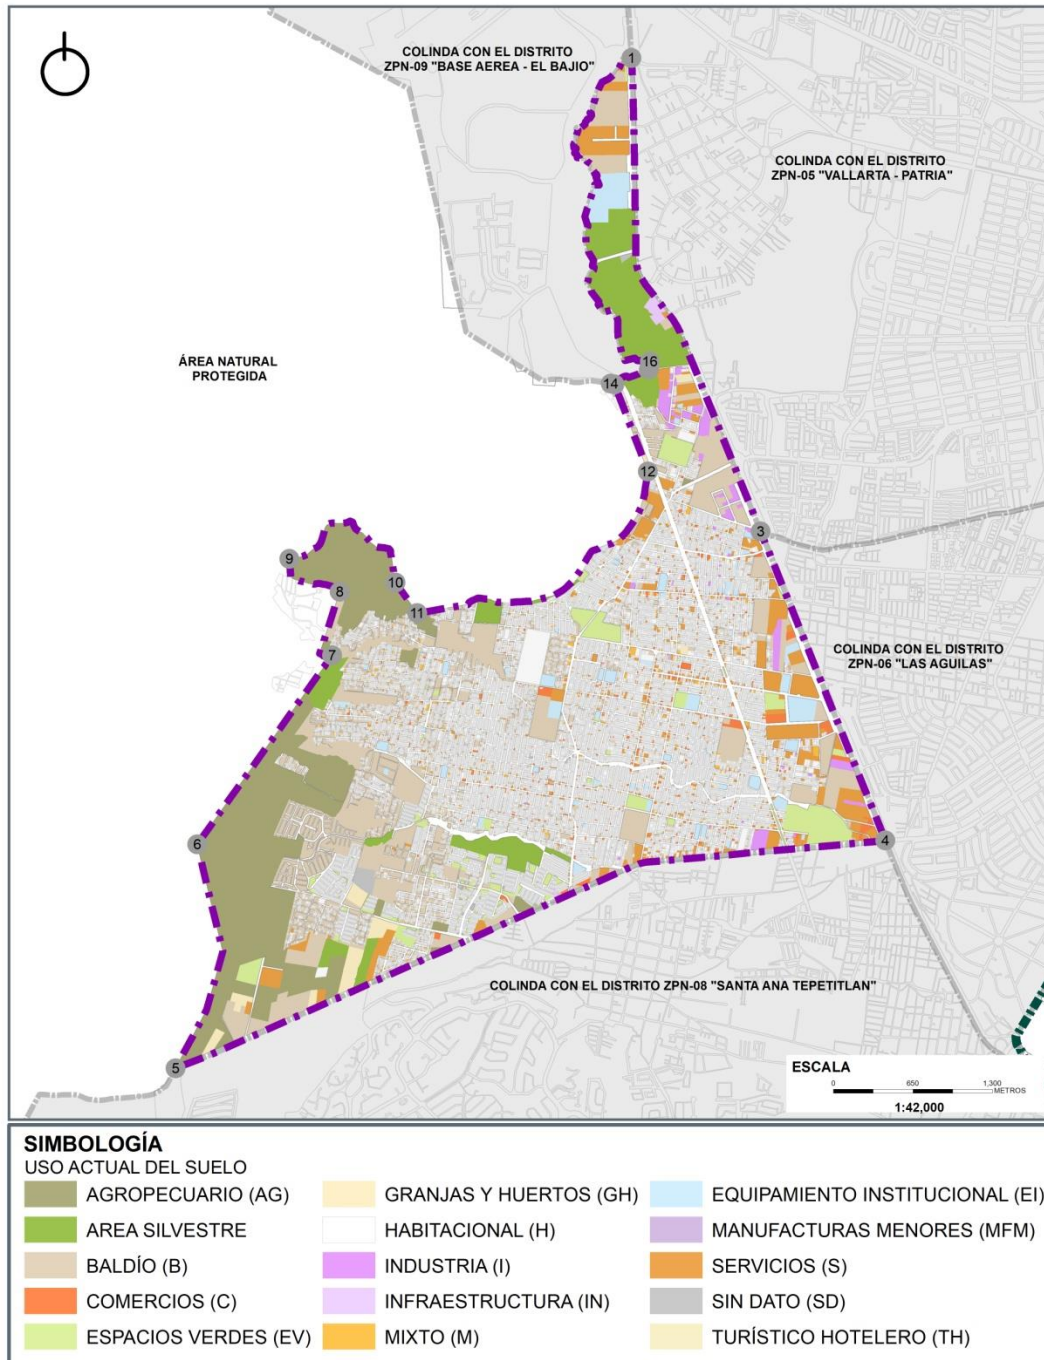 COLINDA CON EL DISTRITO
ZPN-09 "BASE AEREA - EL BAJIO"
1
COLINDA CON EL DISTRITO
ZPN-05 "VALLARTA - PATRIA"
ÁREA NATURAL
PROTEGIDA
16
14
12
3
9
10
8
11
7
COLINDA CON EL DISTRITO
ZPN-06 "LAS AGUILAS"
6
4
COLINDA CON EL DISTRITO ZPN-08 "SANTA ANA TEPETITLAN"
5
ESCALA
0 650 1,300
METROS
1:42,000
SIMBOLOGÍA
USO ACTUAL DEL SUELO
AGROPECUARIO (AG)
AREA SILVESTRE
BALDÍO (B)
COMERCIOS (C)
ESPACIOS VERDES (EV)
GRANJAS Y HUERTOS (GH)
HABITACIONAL (H)
INDUSTRIA (I)
INFRAESTRUCTURA (IN)
MIXTO (M)
EQUIPAMIENTO INSTITUCIONAL (EI)
MANUFACTURAS MENORES (MFM)
SERVICIOS (S)
SIN DATO (SD)
TURÍSTICO HOTELERO (TH)